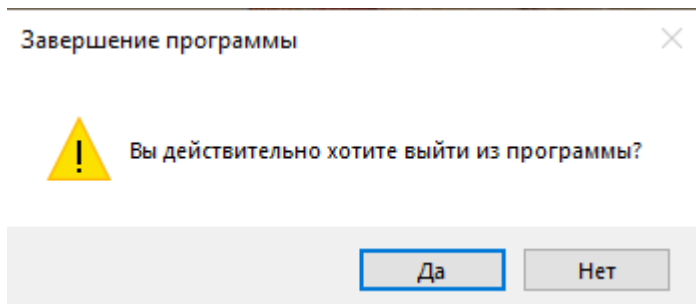 Завершение программы
Вы действительно хотите выйти из программы?
Да Нет